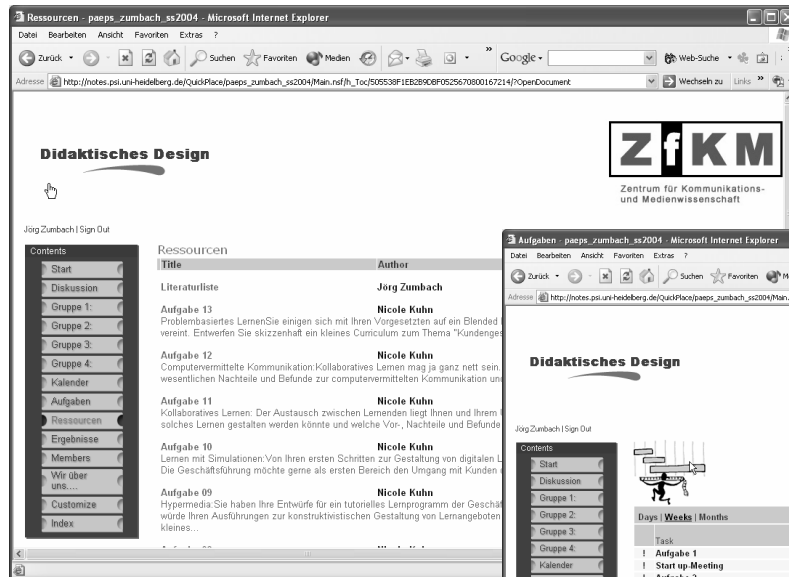 Ressourcen - paeps_zumbach_ss2004 - Microsoft Internet Explorer
Datei Bearbeiten Ansicht Favoriten Extras ?
Zurück Suchen Favoriten Medien Google Web-Suche
Adresse http://notes.psi.uni-heidelberg.de/QuickPlace/paeps_zumbach_ss2004/Main.nsf/h_Toc/505538F1EB2B9DBF0525670800167214/?OpenDocument Wechseln zu Links
Didaktisches Design
ZfKM
Zentrum für Kommunikations-
und Medienwissenschaft
Jörg Zumbach | Sign Out
Contents
Start
Diskussion
Gruppe 1:
Gruppe 2:
Gruppe 3:
Gruppe 4:
Kalender
Aufgaben
Ressourcen
Ergebnisse
Members
Wir über
uns....
Customize
Index
Ressourcen
Title Author
Literaturliste Jörg Zumbach
Aufgabe 13 Nicole Kuhn
Problembasiertes LernenSie einigen sich mit Ihren Vorgesetzten auf ein Blended
vereint. Entwerfen Sie skizzenhaft ein kleines Curriculum zum Thema "Kundenges
Aufgabe 12 Nicole Kuhn
Computervermittelte Kommunikation:Kollaboratives Lernen mag ja ganz nett sein.
wesentlichen Nachteile und Befunde zur computervermittelten Kommunikation un
Aufgabe 11 Nicole Kuhn
Kollaboratives Lernen: Der Austausch zwischen Lernenden liegt Ihnen und Ihrem
solches Lernen gestalten werden könnte und welche Vor-, Nachteile und Befunde
Aufgabe 10 Nicole Kuhn
Lernen mit Simulationen:Von Ihren ersten Schritten zur Gestaltung von digitalen L
Die Geschäftsführung möchte gerne als ersten Bereich den Umgang mit Kunden
Aufgabe 09 Nicole Kuhn
Hypermedia:Sie haben Ihre Entwürfe für ein tutorielles Lernprogramm der Geschäf
würde Ihren Ausführungen zur konstruktivistischen Gestaltung von Lernangeboten
kleines...
Aufgaben - paeps_zumbach_ss2004 - Microsoft Internet Explorer
Datei Bearbeiten Ansicht Favoriten Extras ?
Zurück Suchen Favoriten M
Adresse http://notes.psi.uni-heidelberg.de/QuickPlace/paeps_zumbach_ss2004/Main.
Didaktisches Design
Jörg Zumbach | Sign Out
Contents
Start
Diskussion
Gruppe 1:
Gruppe 2:
Gruppe 3:
Gruppe 4:
Kalender
Days | Weeks | Months
Task
! Aufgabe 1
! Start up-Meeting
! Aufgabe 2